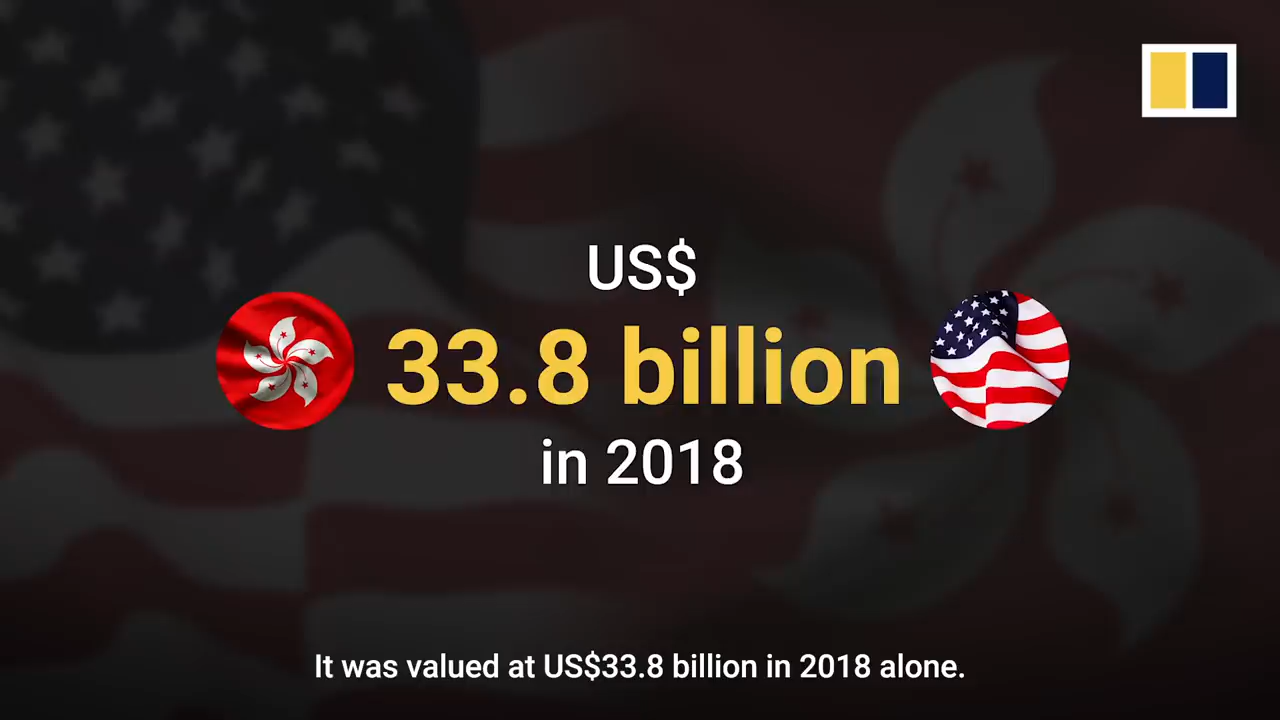 US$
33.8 billion
in 2018
It was valued at US$33.8 billion in 2018 alone.